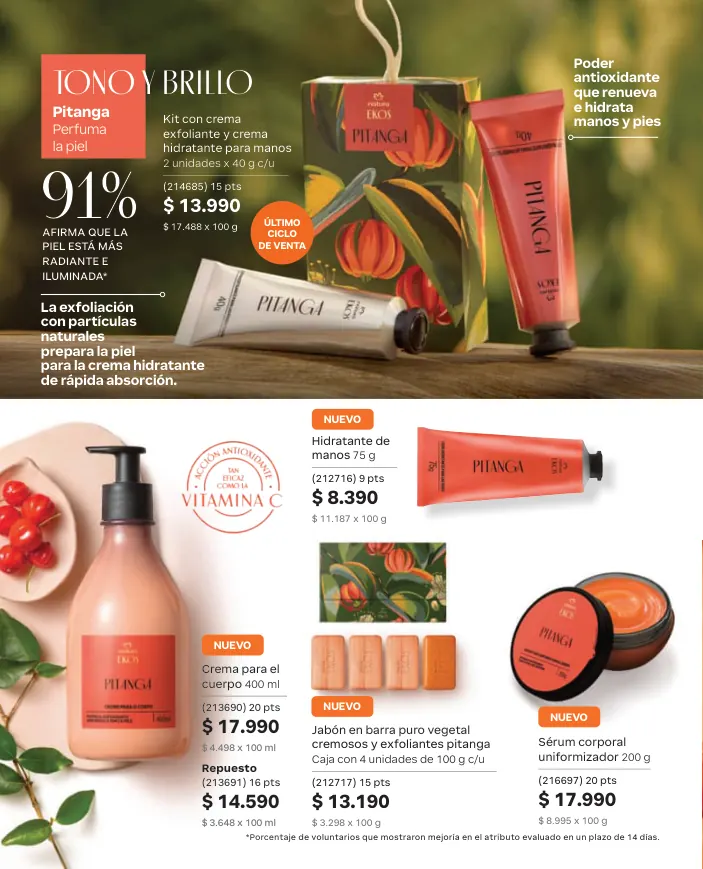 TONO Y BRILLO
Pitanga
Perfuma
la piel
91%
AFIRMA QUE LA
PIEL ESTÁ MÁS
RADIANTE E
ILUMINADA*
La exfoliación
con partículas
naturales
prepara la piel
para la crema hidratante
de rápida absorción.
Kit con crema
exfoliante y crema
hidratante para manos
2 unidades x 40 g c/u
(214685) 15 pts
$ 13.990
$ 17.488 x 100 g
ÚLTIMO
CICLO
DE VENTA
natura
EKOS
PITANGA
PITANGA
40g
EKOS
40g
PITANGA
EKOS
Poder
antioxidante
que renueva
e hidrata
manos y pies
ACCIÓN ANTIOXIDANTE
TAN
EFICAZ
COMO LA
VITAMINA C
NUEVO
Hidratante de
manos 75 g
(212716) 9 pts
$ 8.390
$ 11.187 x 100 g
75g
PITANGA
EKOS
natura
EKOS
PITANGA
NUEVO
Crema para el
cuerpo 400 ml
(213690) 20 pts
$ 17.990
$ 4.498 x 100 ml
Repuesto
(213691) 16 pts
$ 14.590
$ 3.648 x 100 ml
NUEVO
Jabón en barra puro vegetal
cremosos y exfoliantes pitanga
Caja con 4 unidades de 100 g c/u
(212717) 15 pts
$ 13.190
$ 3.298 x 100 g
EKOS
PITANGA
NUEVO
Sérum corporal
uniformizador 200 g
(216697) 20 pts
$ 17.990
$ 8.995 x 100 g
*Porcentaje de voluntarios que mostraron mejoría en el atributo evaluado en un plazo de 14 días.